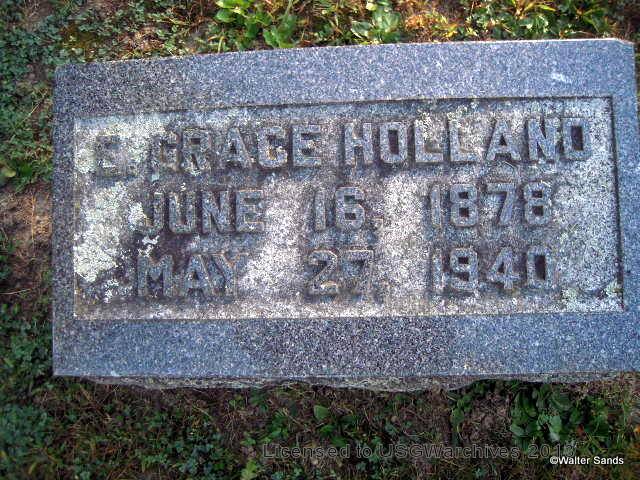 E. GRACE HOLLAND
JUNE 16, 1878
MAY 27, 1940
Licensed to USGWarchives
©Walter Sands